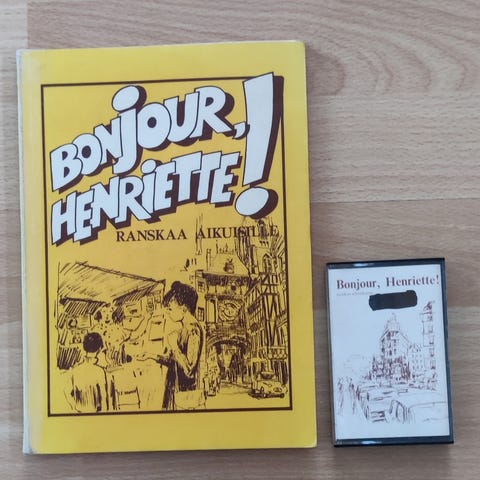 BONJOUR,
HENRIETTE!
RANSKAA AIKUISILLE
Bonjour, Henriette!